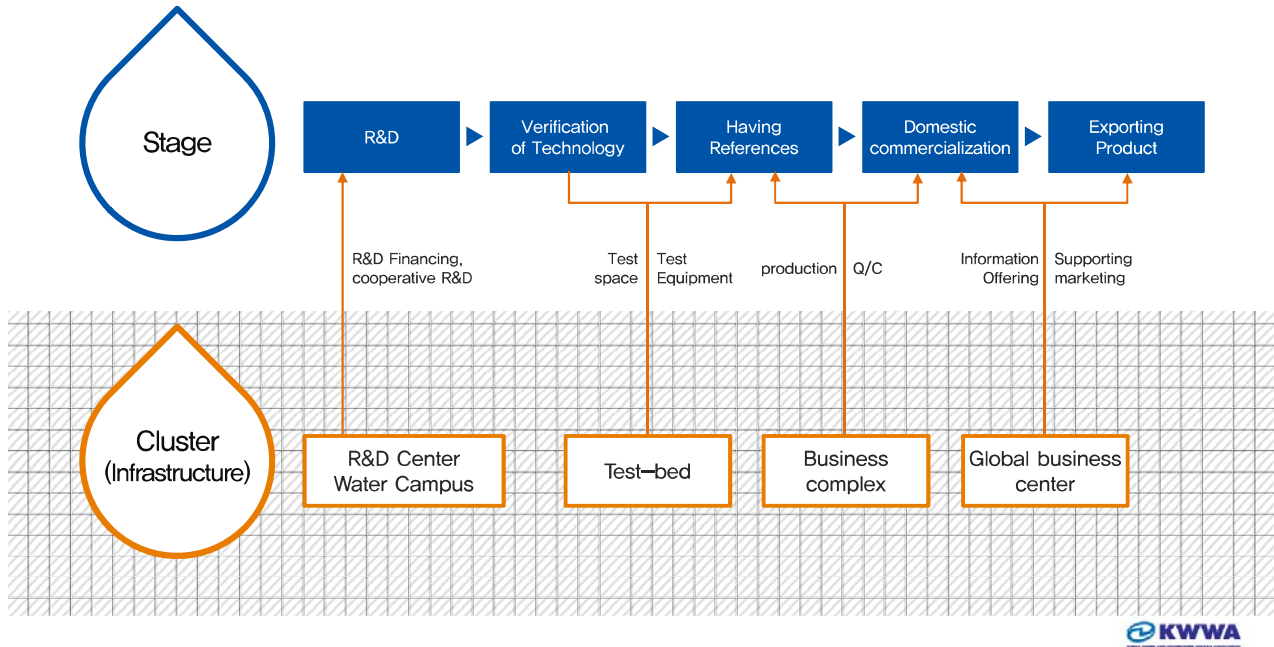 Stage
R&D
Verification
of Technology
Having
References
Domestic
commercialization
Exporting
Product
R&D Financing,
cooperative R&D
Test
space
Test
Equipment
production
Q/C
Information
Offering
Supporting
marketing
Cluster
(Infrastructure)
R&D Center
Water Campus
Test-bed
Business
complex
Global business
center
KWWA